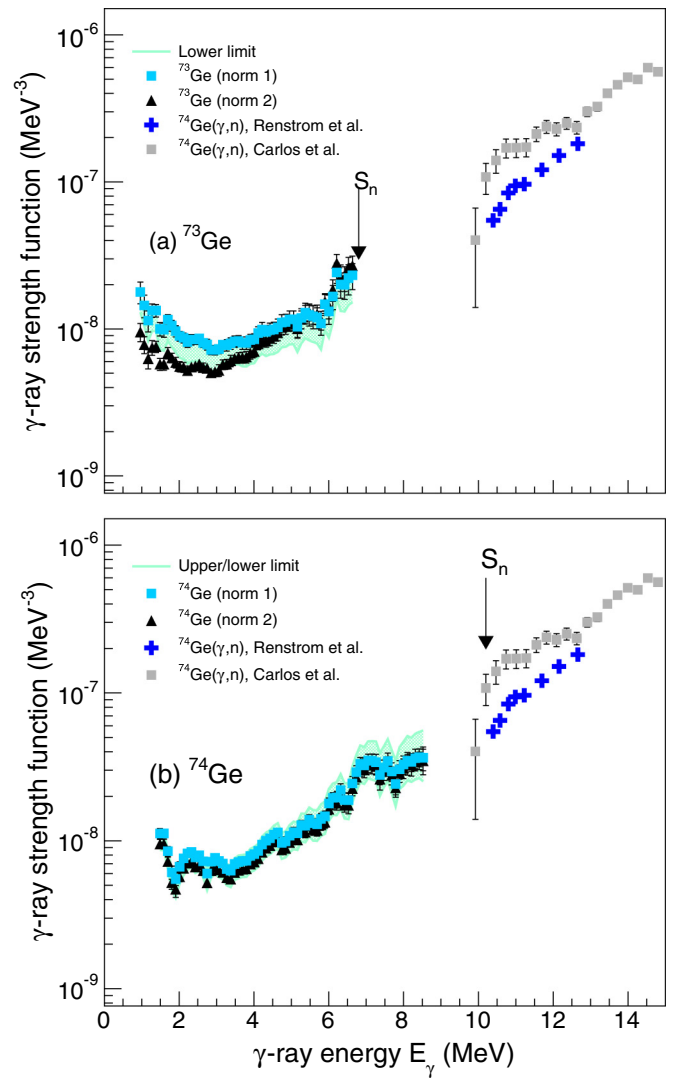 10⁻⁶
Lower limit
⁷³Ge (norm 1)
⁷³Ge (norm 2)
⁷⁴Ge(γ,n), Renstrom et al.
⁷⁴Ge(γ,n), Carlos et al.
10⁻⁷
Sₙ
(a) ⁷³Ge
10⁻⁸
10⁻⁹
γ-ray strength function (MeV⁻³)
10⁻⁶
Upper/lower limit
⁷⁴Ge (norm 1)
⁷⁴Ge (norm 2)
⁷⁴Ge(γ,n), Renstrom et al.
⁷⁴Ge(γ,n), Carlos et al.
Sₙ
10⁻⁷
(b) ⁷⁴Ge
10⁻⁸
10⁻⁹
γ-ray strength function (MeV⁻³)
0 2 4 6 8 10 12 14
γ-ray energy E_γ (MeV)